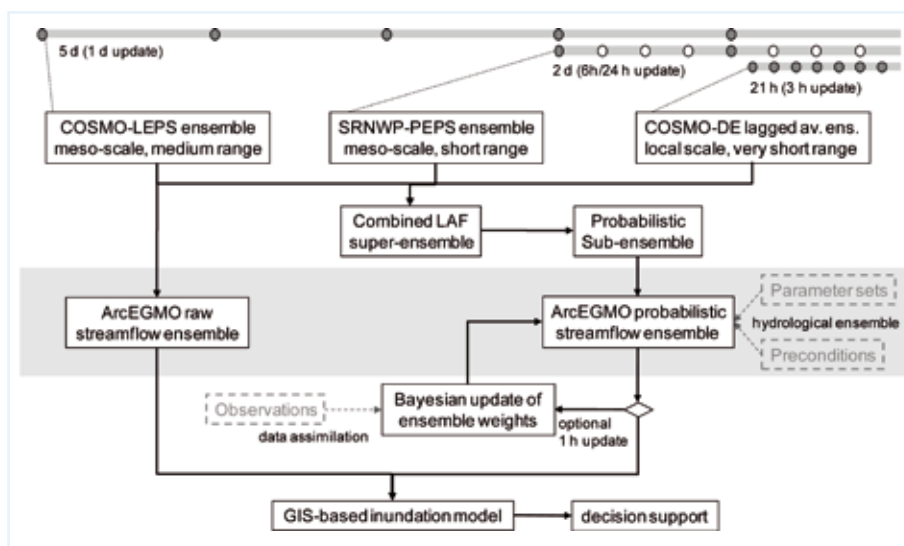 5 d (1 d update)
2 d (6h/24 h update)
21 h (3 h update)
COSMO-LEPS ensemble
meso-scale, medium range
SRNWP-PEPS ensemble
meso-scale, short range
COSMO-DE lagged av. ens.
local scale, very short range
Combined LAF
super-ensemble
Probabilistic
Sub-ensemble
ArcEGMO raw
streamflow ensemble
ArcEGMO probabilistic
streamflow ensemble
Parameter sets
hydrological ensemble
Preconditions
Observations
data assimilation
Bayesian update of
ensemble weights
optional
1 h update
GIS-based inundation model
decision support